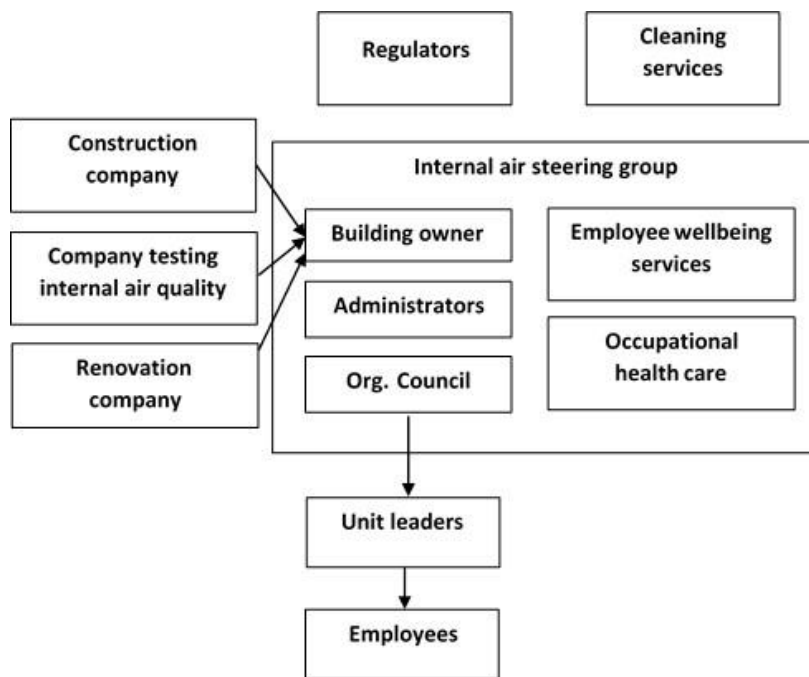 Regulators
Cleaning
services
Construction
company
Internal air steering group
Company testing
internal air quality
Building owner
Employee wellbeing
services
Administrators
Renovation
company
Org. Council
Occupational
health care
Unit leaders
Employees